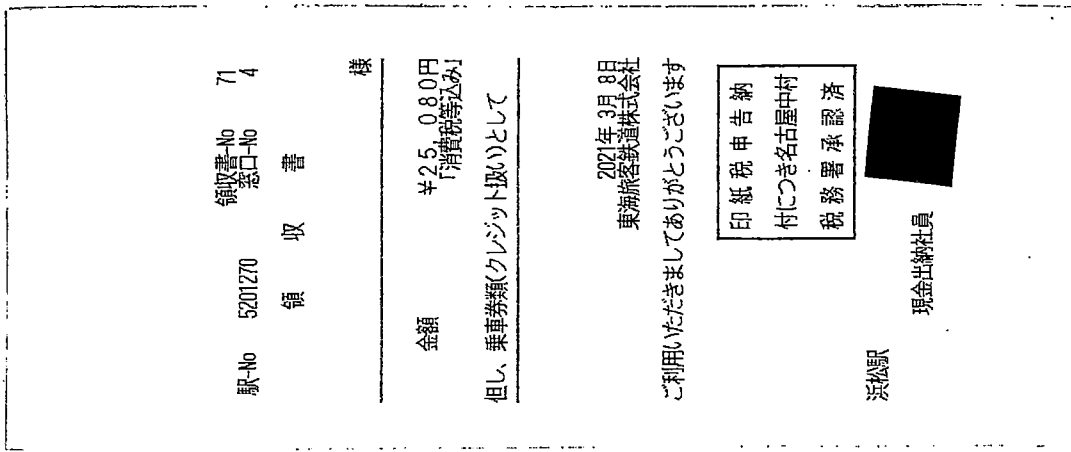 領収書-No 71
駅-No 5201270 窓口-No 4
領 収 書
様
金額 ¥25,080円
「消費税等込み」
但し、乗車券類(クレジット扱い)として
2021年 3月 8日
東海旅客鉄道株式会社
ご利用いただきましてありがとうございます
印紙税申告納
付につき名古屋中村
税務署承認済
浜松駅
現金出納社員